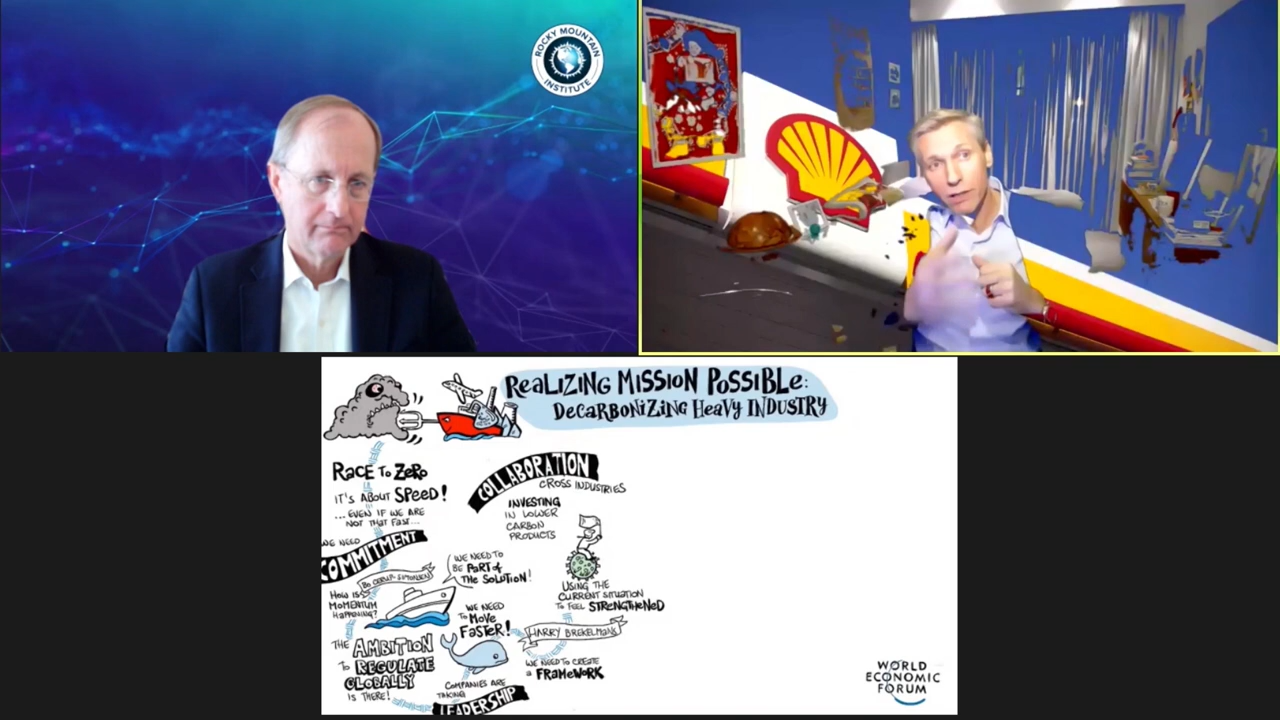 ROCKY MOUNTAIN
INSTITUTE
REALIZING MISSION POSSIBLE:
DECARBONIZING HEAVY INDUSTRY
RACE TO ZERO
IT'S ABOUT SPEED!
...EVEN IF WE ARE
NOT THAT FAST...
WE NEED
COMMITMENT
BO CERUP-SIMONSEN
HOW IS
MOMENTUM
HAPPENING?
WE NEED TO
BE PART of
THE SOLUTION!
WE NEED
TO MOVE
FASTER!
THE AMBITION
TO REGULATE
GLOBALLY
IS THERE!
COMPANIES ARE
TAKING
LEADERSHIP
COLLABORATION
CROSS INDUSTRIES
INVESTING
IN LOWER
CARBON
PRODUCTS
USING THE
CURRENT SITUATION
TO FEEL STRENGTHENED
HARRY BREKELMANS
WE NEED TO CREATE
a FRAMEWORK
WORLD
ECONOMIC
FORUM